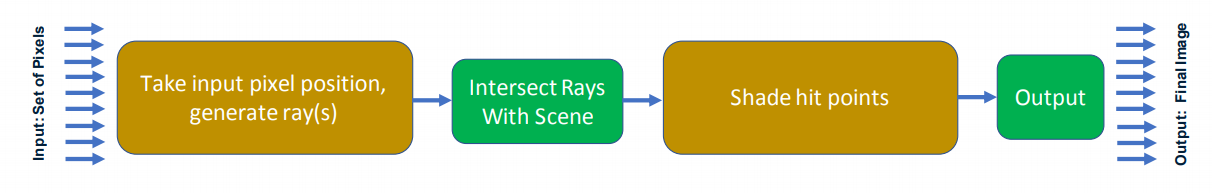 Input: Set of Pixels
Take input pixel position,
generate ray(s)
Intersect Rays
With Scene
Shade hit points
Output
Output: Final Image